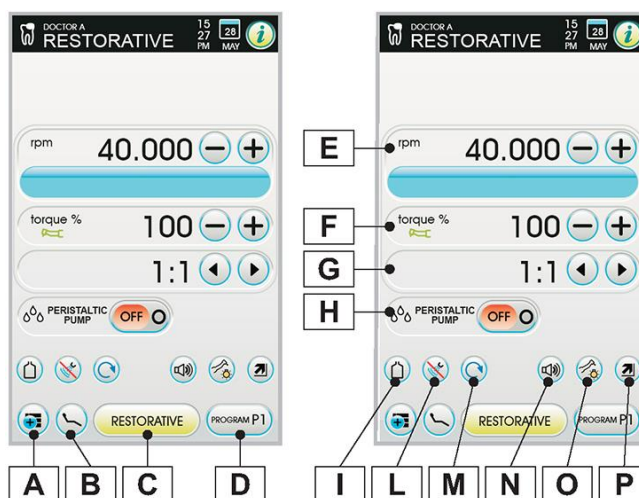 DOCTOR A
RESTORATIVE
15
27
PM
28
MAY
i
rpm
40.000
torque %
100
1:1
PERISTALTIC
PUMP
OFF
RESTORATIVE
PROGRAM P1
A
B
C
D
DOCTOR A
RESTORATIVE
15
27
PM
28
MAY
i
E
rpm
40.000
F
torque %
100
G
1:1
H
PERISTALTIC
PUMP
OFF
RESTORATIVE
PROGRAM P1
I
L
M
N
O
P